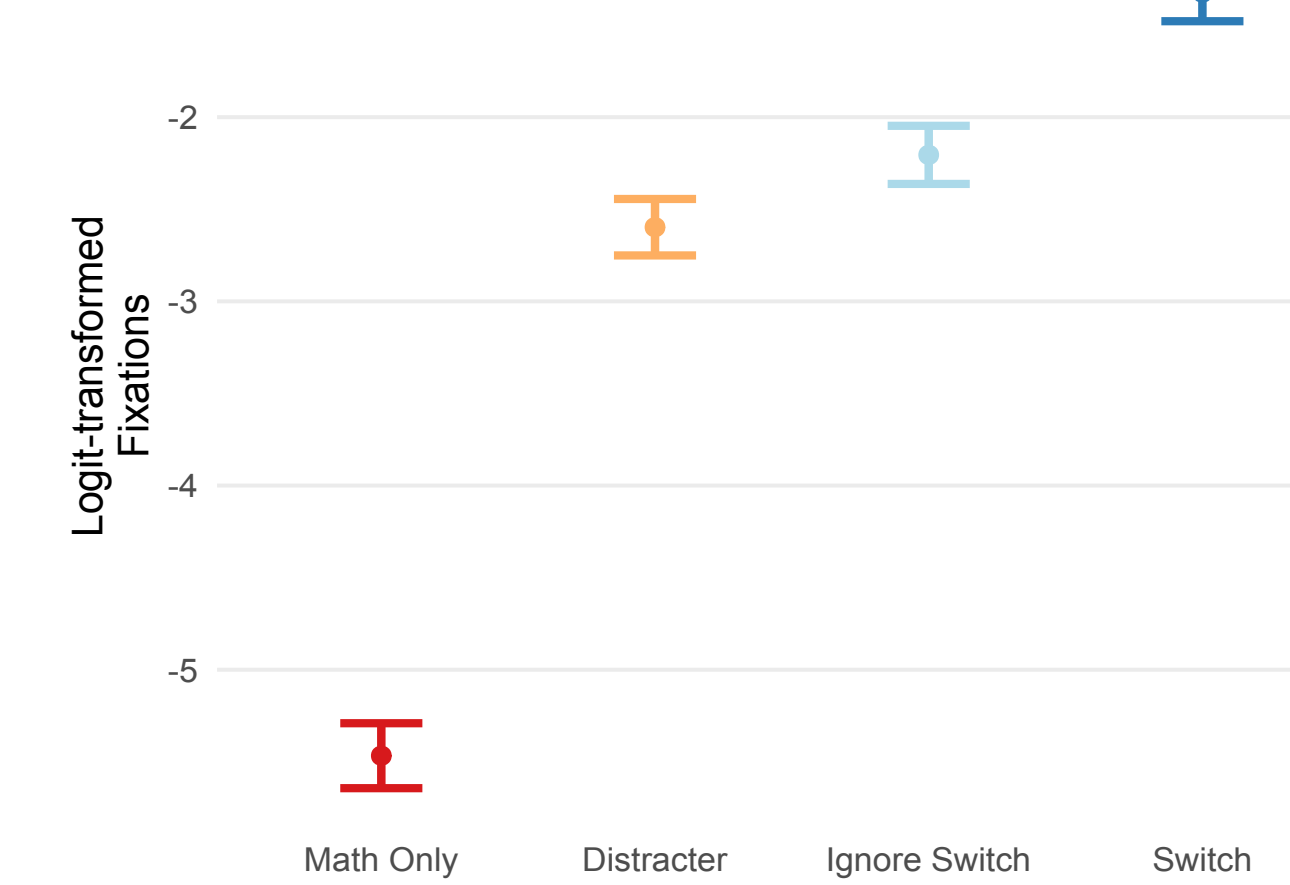 Logit-transformed
Fixations
-2
-3
-4
-5
Math Only
Distracter
Ignore Switch
Switch